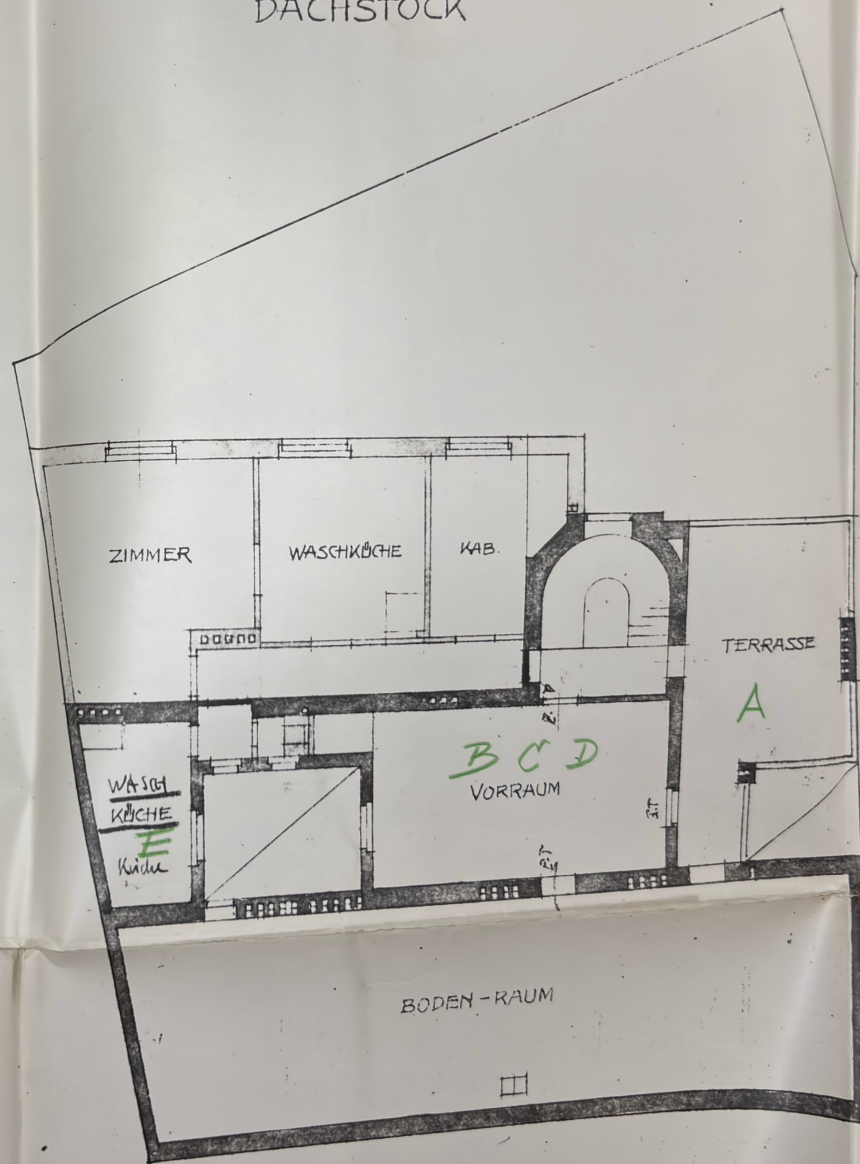 DACHSTOCK
ZIMMER
WASCHKÜCHE
KAB.
TERRASSE
A
B C D
VORRAUM
WASCH
KÜCHE
E
Küche
BODEN-RAUM